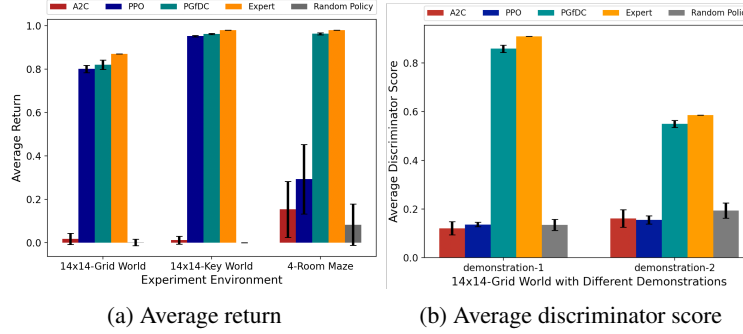 A2C PPO PGfDC Expert Random Policy
Average Return
1.0
0.8
0.6
0.4
0.2
0.0
14x14-Grid World 14x14-Key World 4-Room Maze
Experiment Environment
(a) Average return
A2C PPO PGfDC Expert Random Policy
Average Discriminator Score
0.8
0.6
0.4
0.2
0.0
demonstration-1 demonstration-2
14x14-Grid World with Different Demonstrations
(b) Average discriminator score